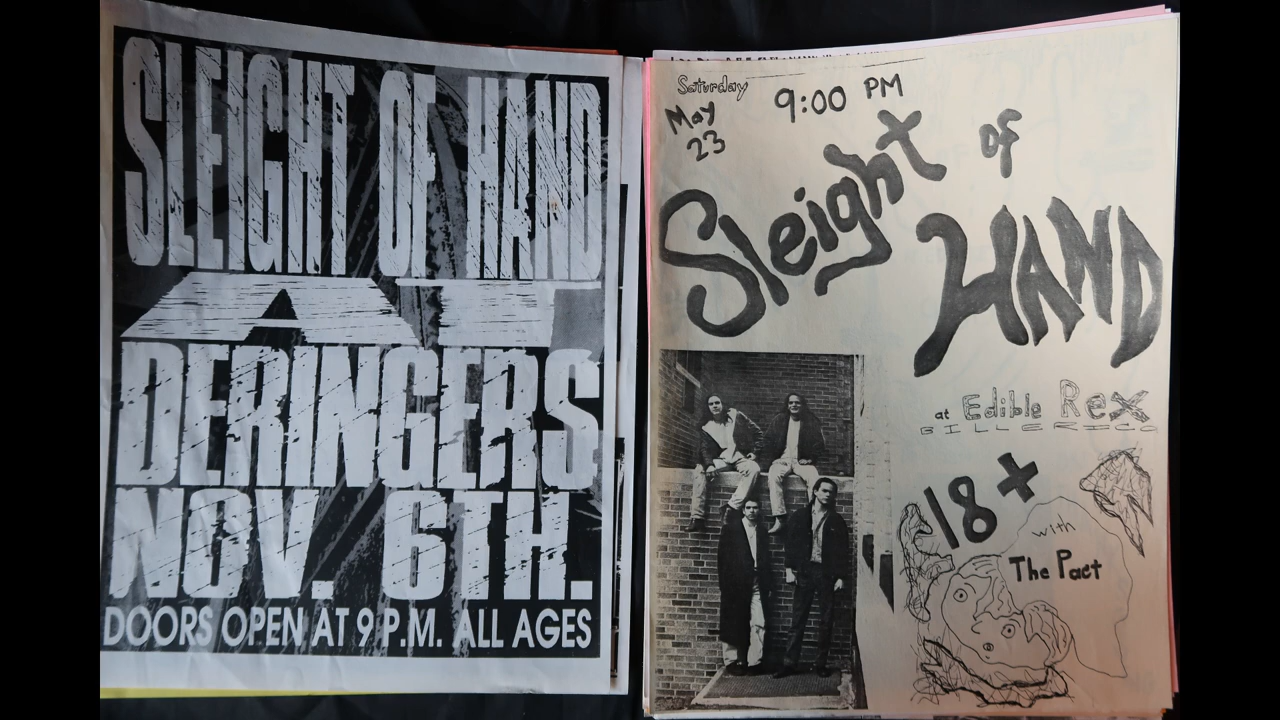 SLEIGHT OF HAND
AT
DERINGERS
NOV. 6TH.
DOORS OPEN AT 9 P.M. ALL AGES
Saturday
May
23
9:00 PM
Sleight of
HAND
at Edible Rex
BILLERICA
18+
with
The Pact